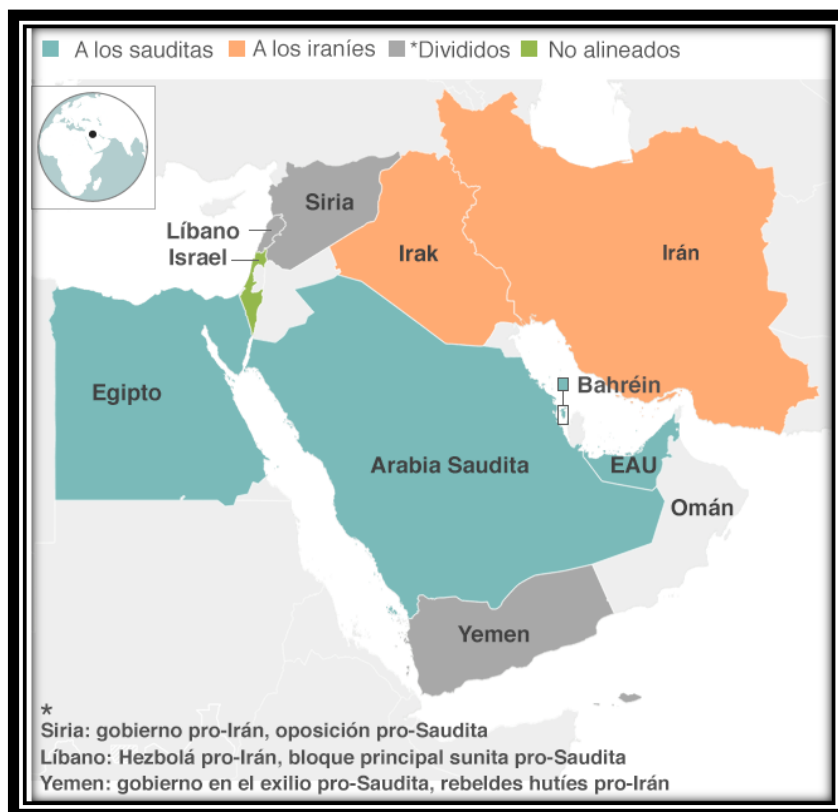 A los sauditas A los iraníes *Divididos No alineados
Siria
Líbano
Israel
Irak
Irán
Egipto
Bahréin
Arabia Saudita
EAU
Omán
Yemen
*
Siria: gobierno pro-Irán, oposición pro-Saudita
Líbano: Hezbolá pro-Irán, bloque principal sunita pro-Saudita
Yemen: gobierno en el exilio pro-Saudita, rebeldes hutíes pro-Irán